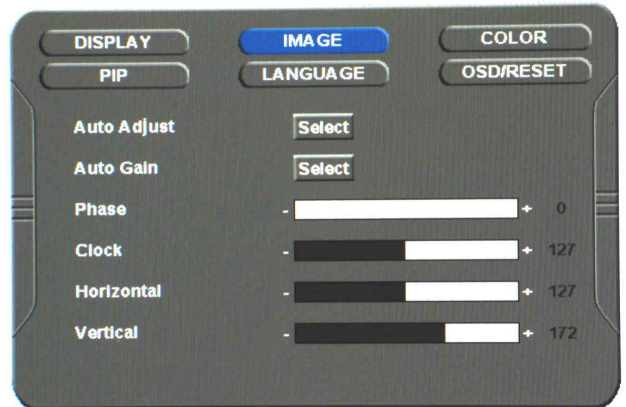 DISPLAY IMAGE COLOR
PIP LANGUAGE OSD/RESET
Auto Adjust Select
Auto Gain Select
Phase - + 0
Clock - + 127
Horizontal - + 127
Vertical - + 172